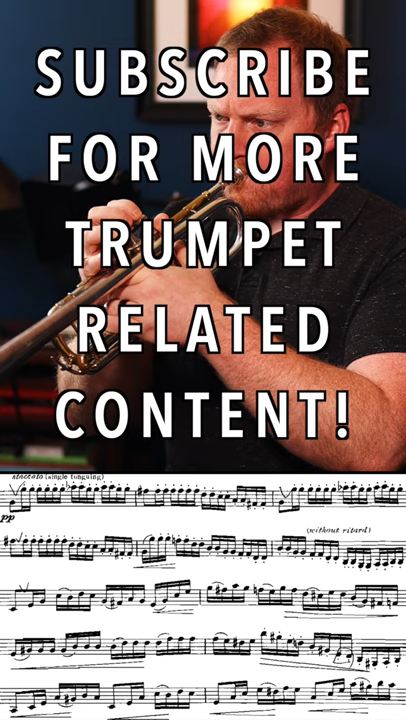 SUBSCRIBE
FOR MORE
TRUMPET
RELATED
CONTENT!
staccato (single tonguing)
pp
(without ritard)